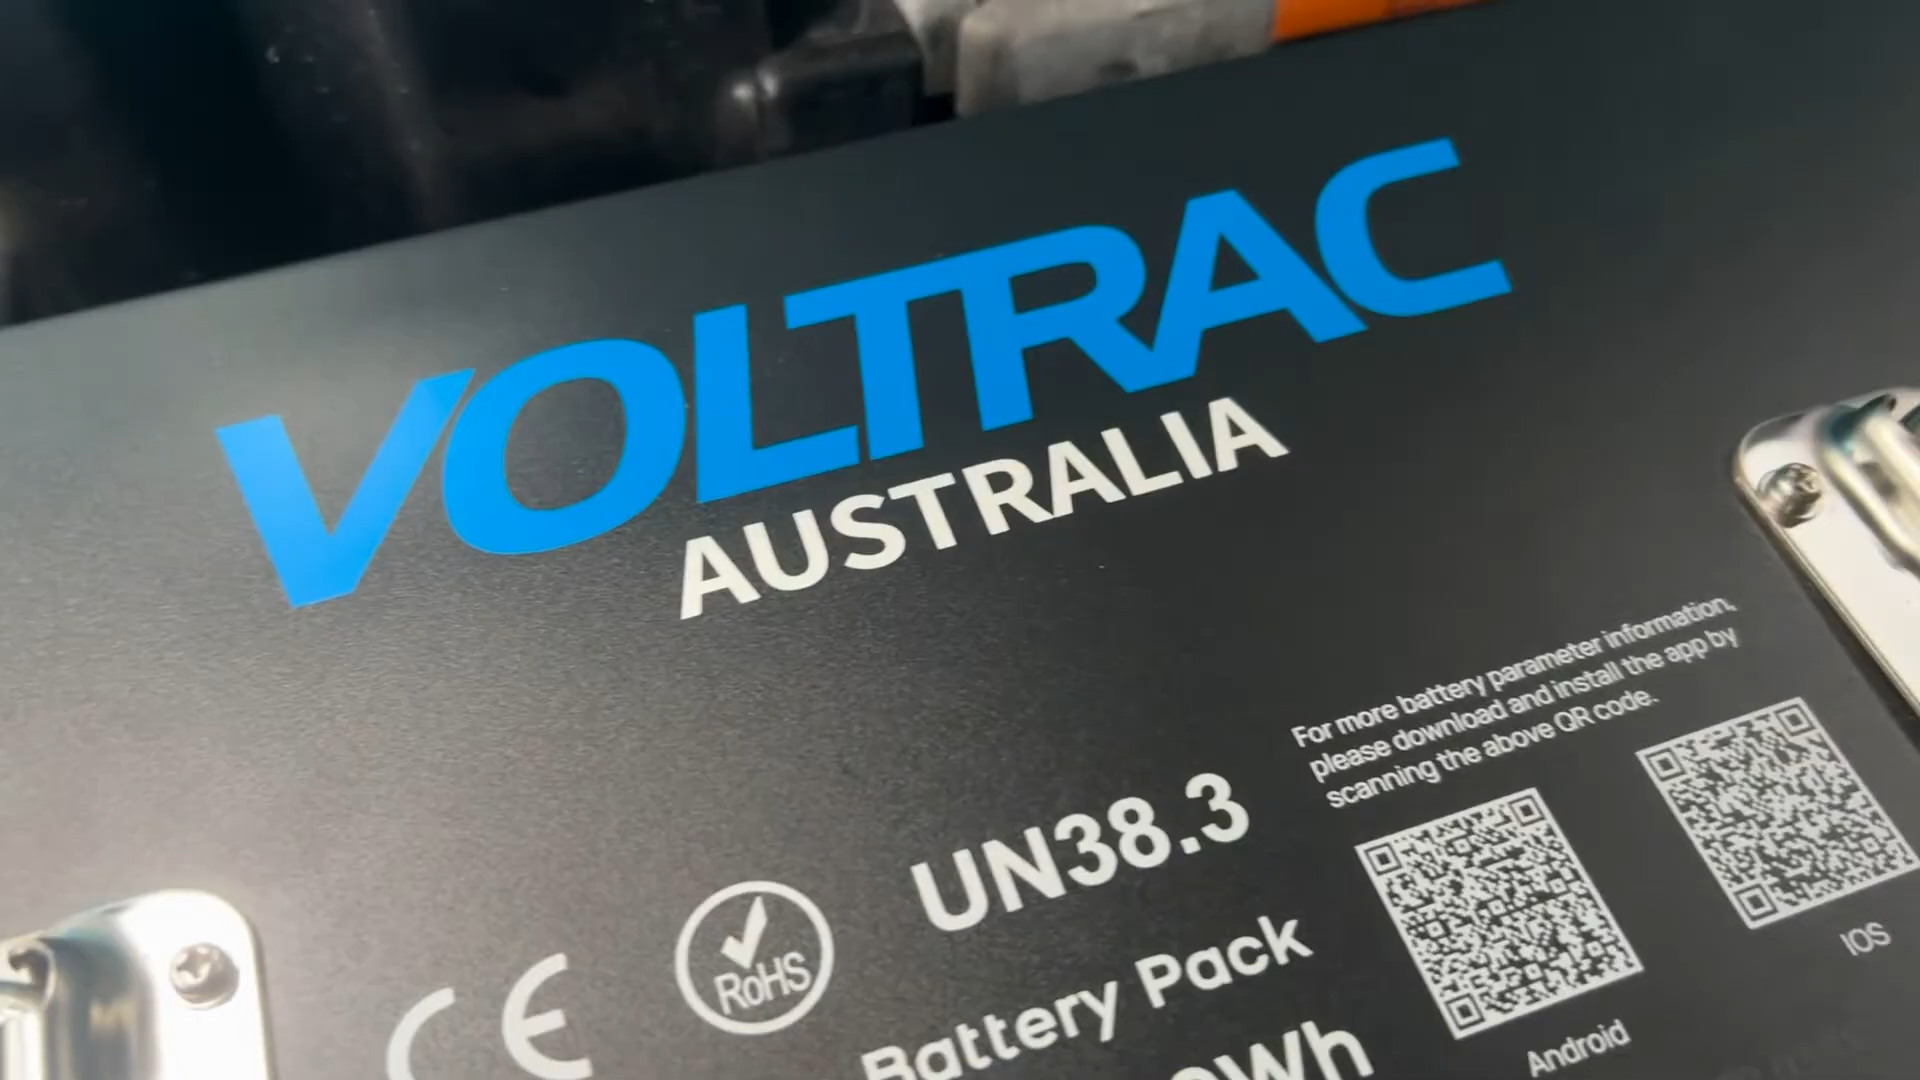 VOLTRAC
AUSTRALIA
For more battery parameter information,
please download and install the app by
scanning the above QR code.
UN38.3
CE
RoHS
Battery Pack
Wh
Android
IOS